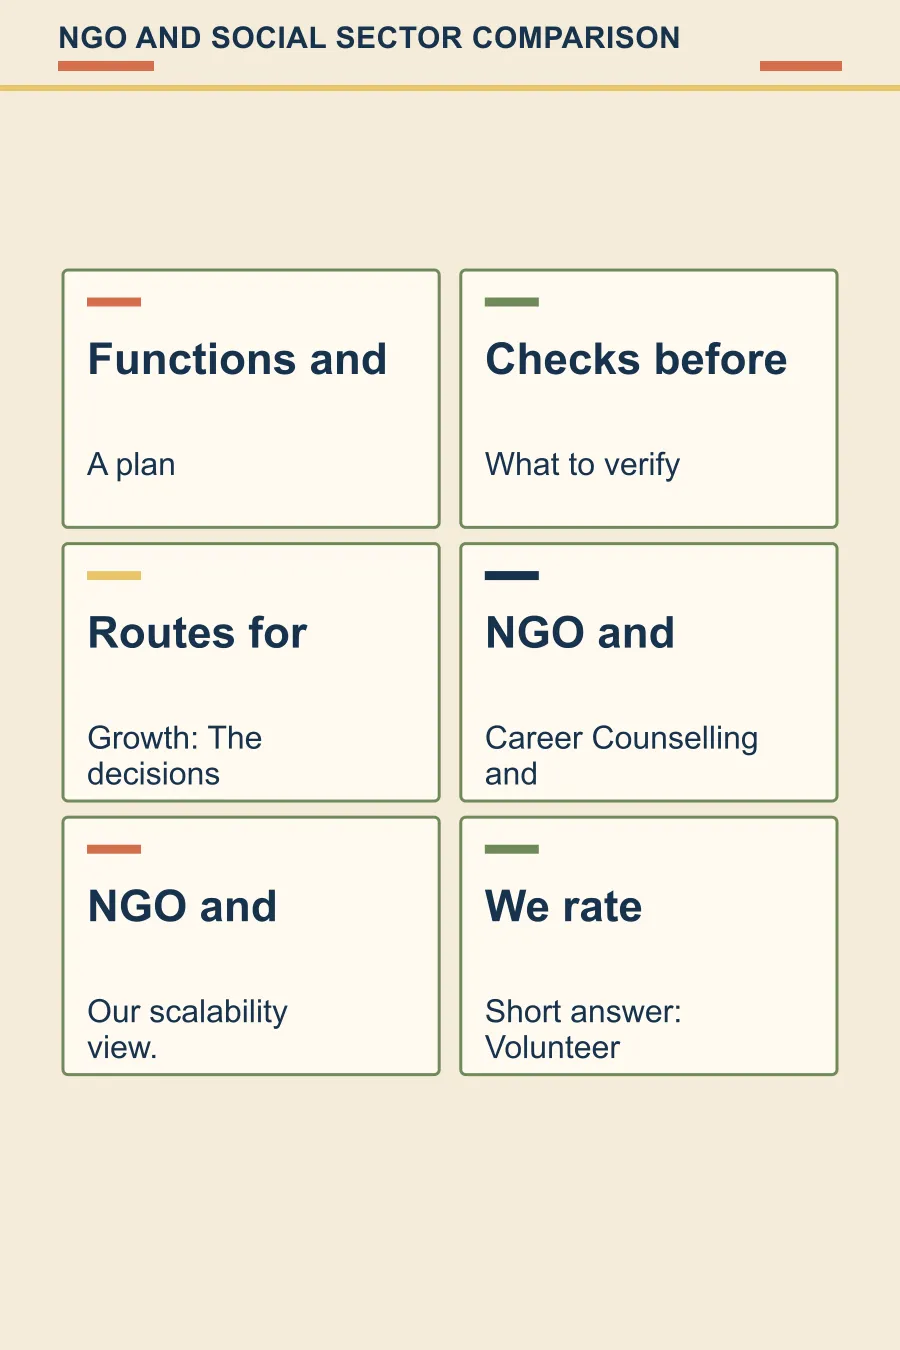 NGO AND SOCIAL SECTOR COMPARISON
Functions and
A plan
Checks before
What to verify
Routes for
Growth: The
decisions
NGO and
Career Counselling
and
NGO and
Our scalability
view.
We rate
Short answer:
Volunteer